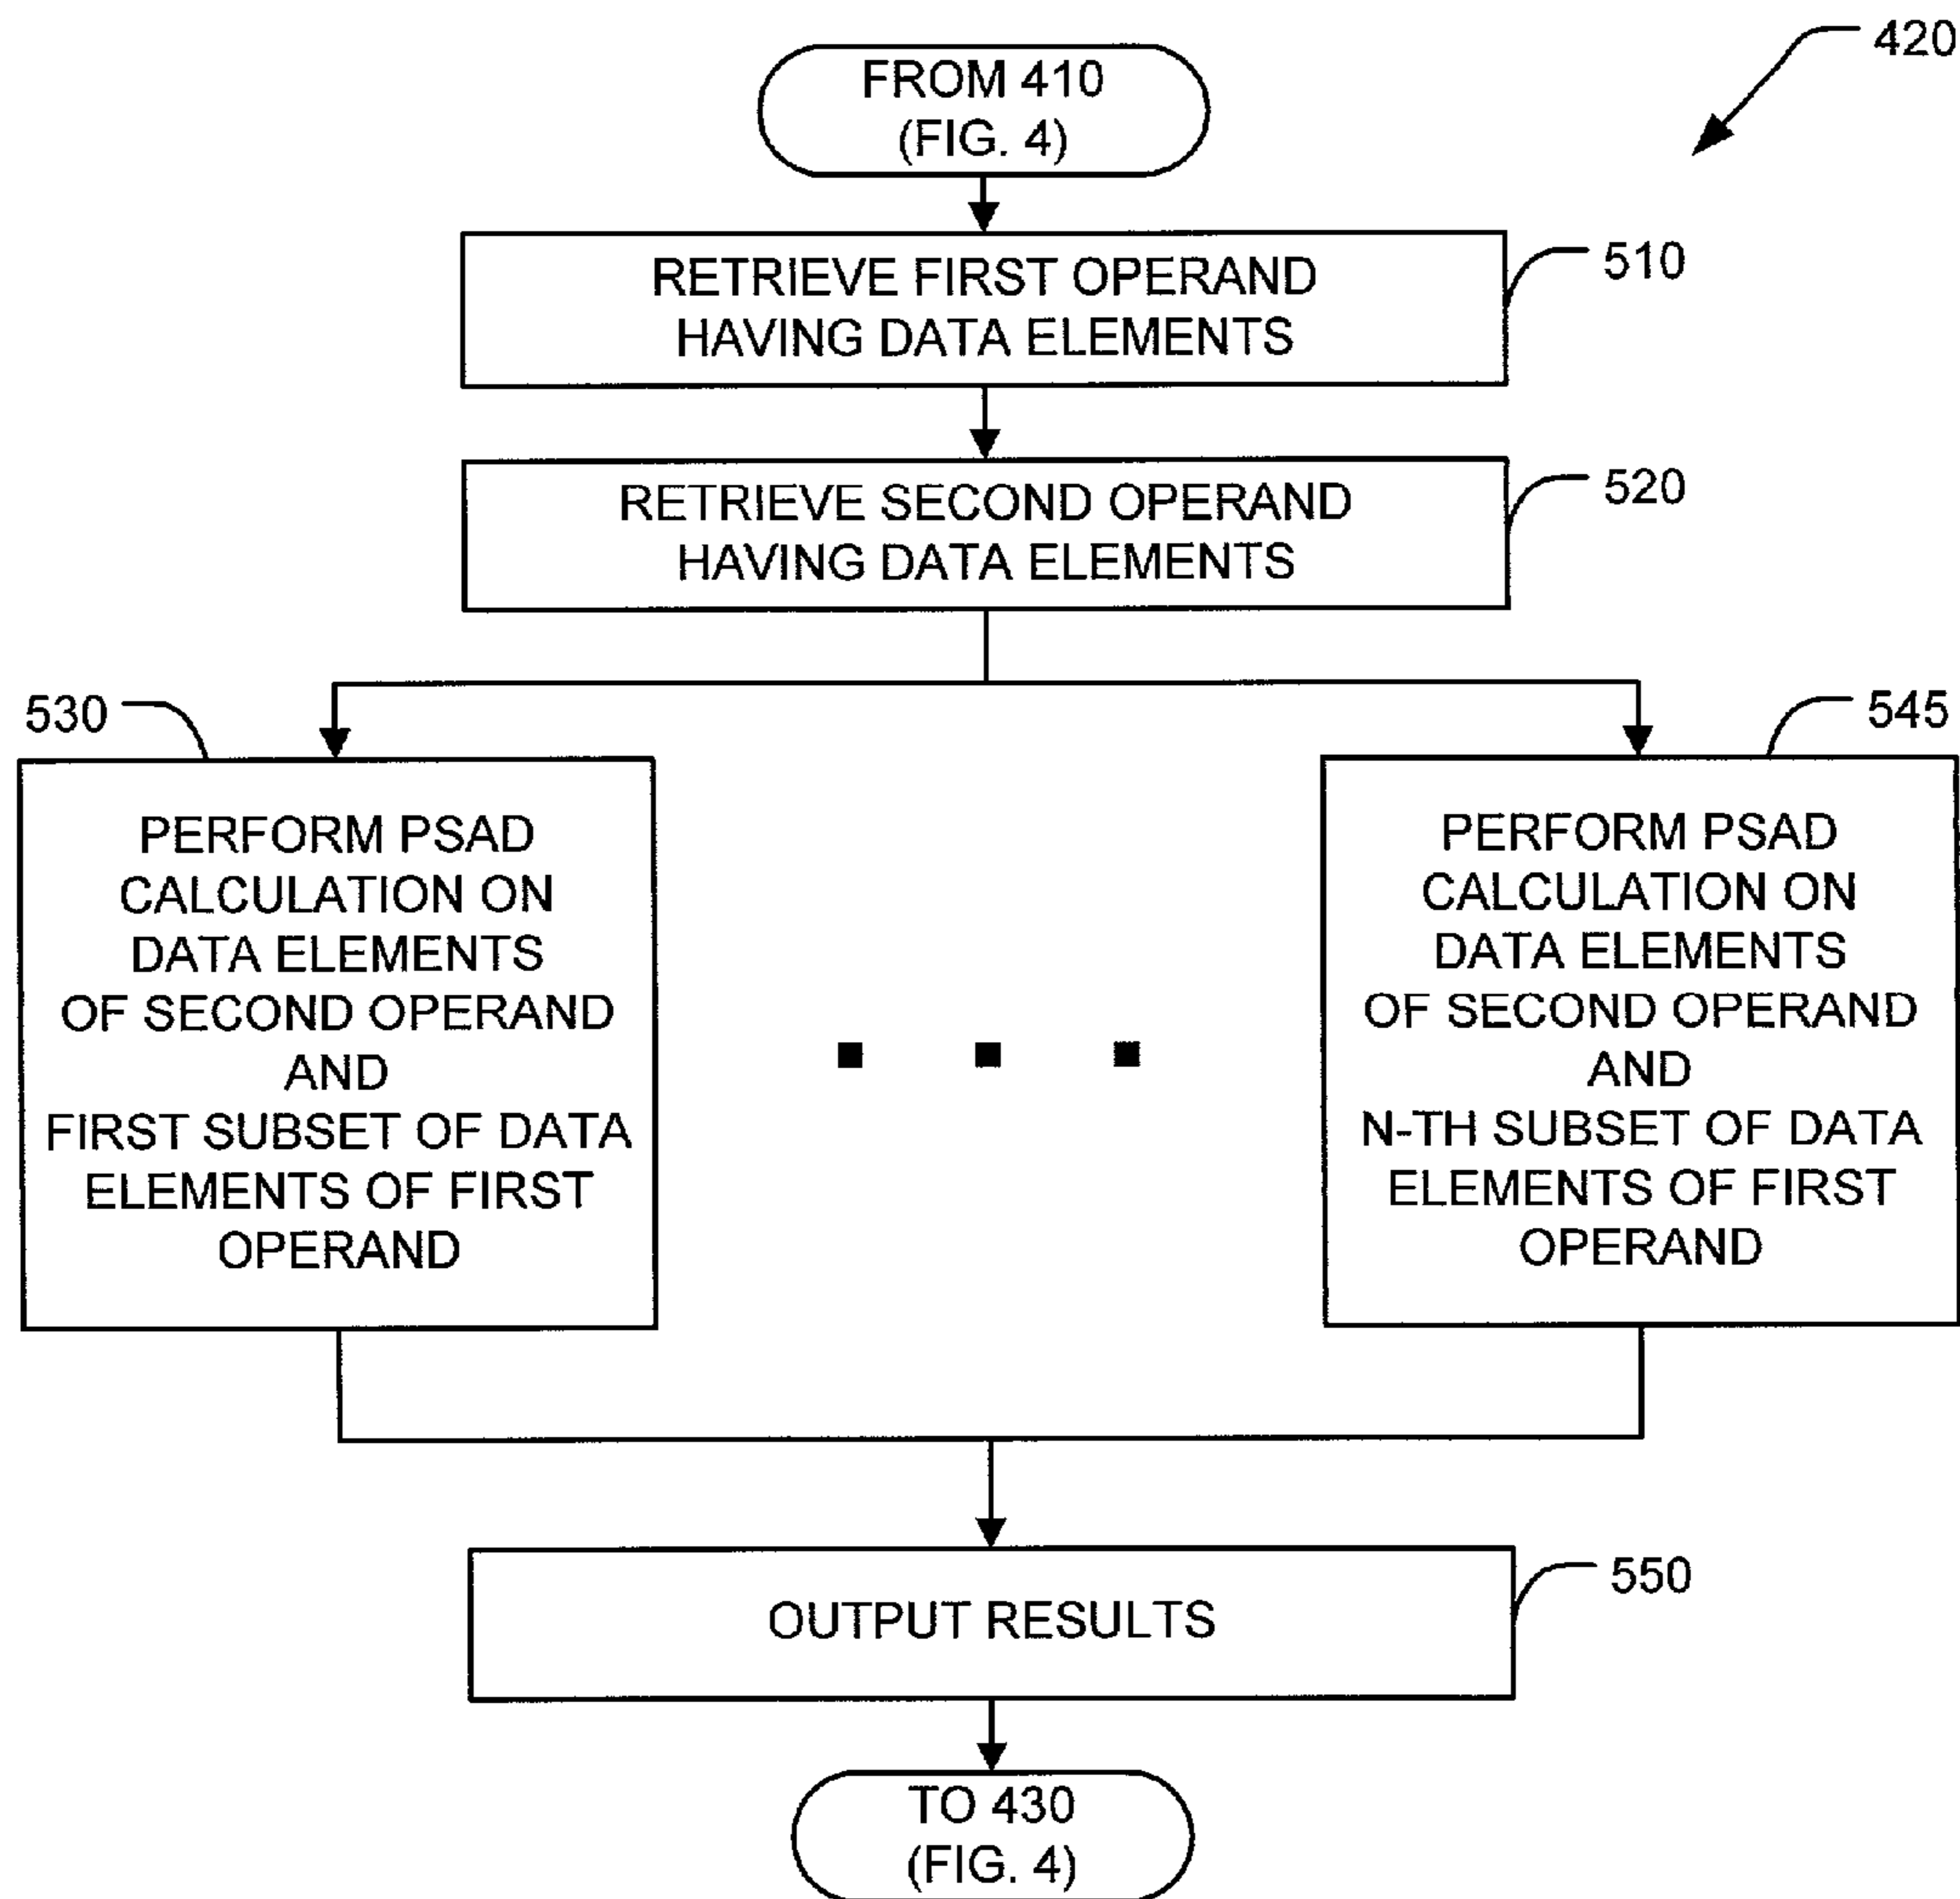 420
FROM 410
(FIG. 4)
RETRIEVE FIRST OPERAND
HAVING DATA ELEMENTS
510
RETRIEVE SECOND OPERAND
HAVING DATA ELEMENTS
520
530
PERFORM PSAD
CALCULATION ON
DATA ELEMENTS
OF SECOND OPERAND
AND
FIRST SUBSET OF DATA
ELEMENTS OF FIRST
OPERAND
545
PERFORM PSAD
CALCULATION ON
DATA ELEMENTS
OF SECOND OPERAND
AND
N-TH SUBSET OF DATA
ELEMENTS OF FIRST
OPERAND
OUTPUT RESULTS
550
TO 430
(FIG. 4)